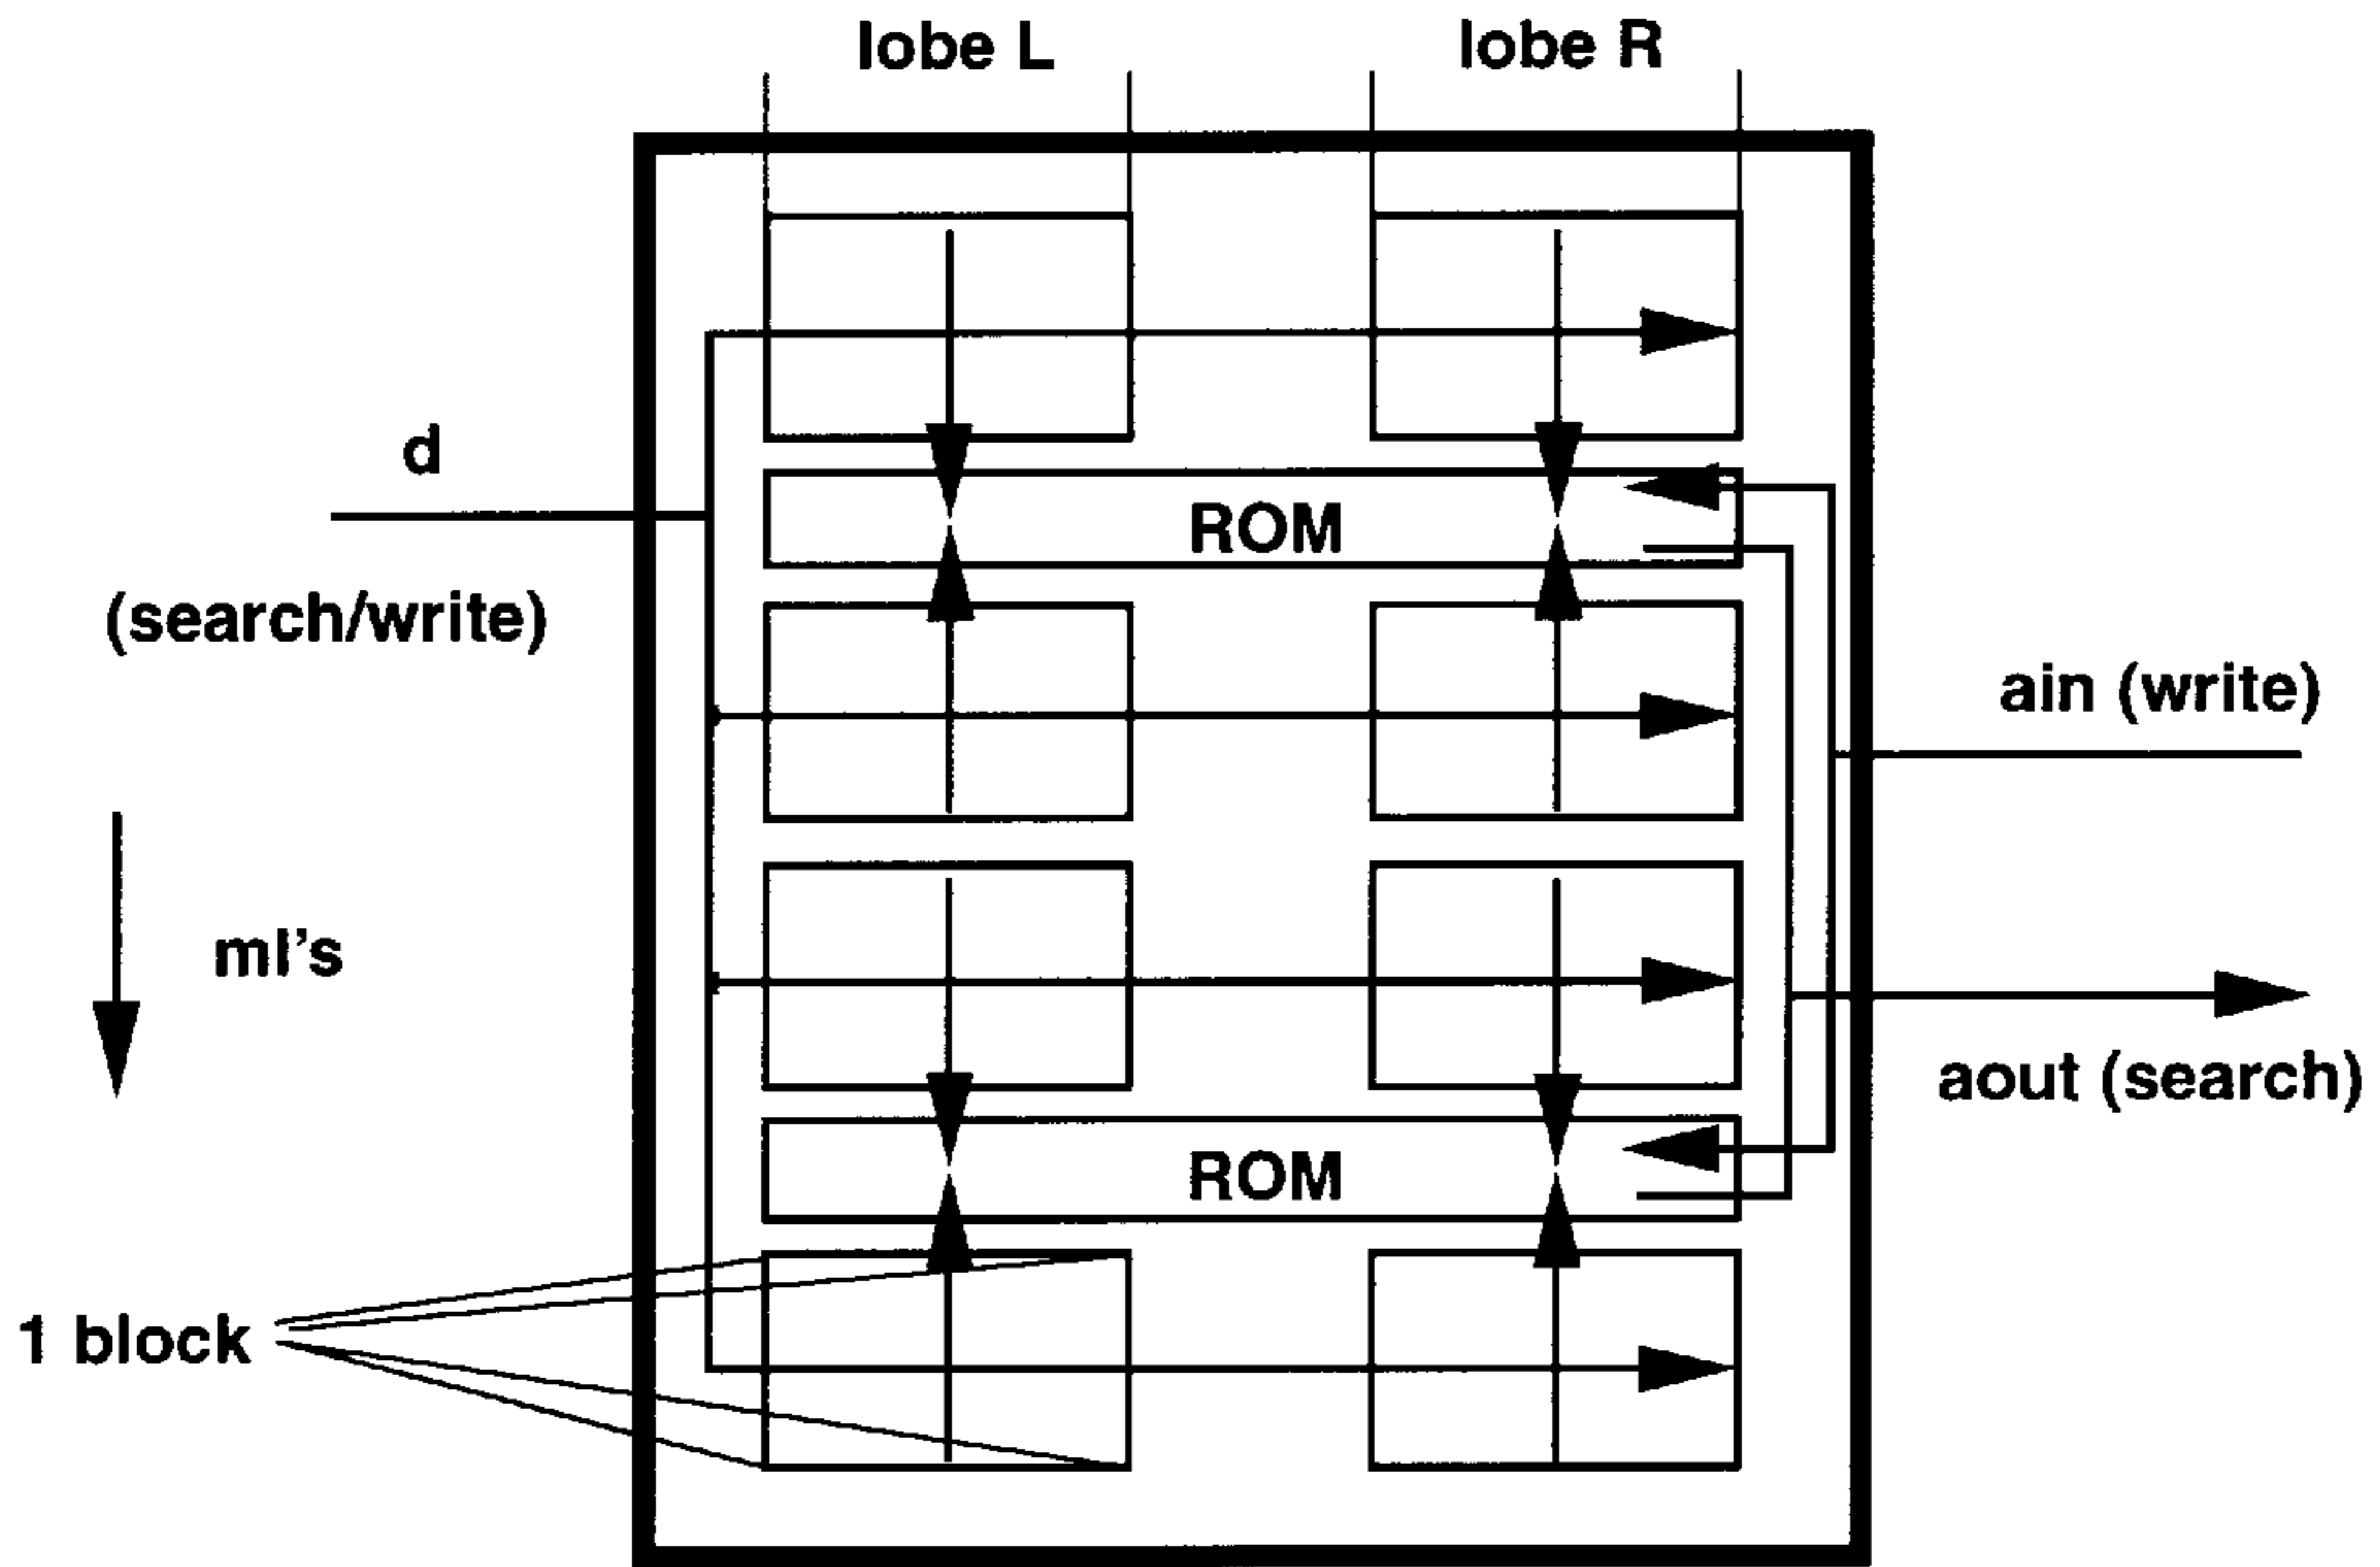 lobe L
lobe R
d
ROM
(search/write)
ain (write)
ml's
aout (search)
ROM
1 block